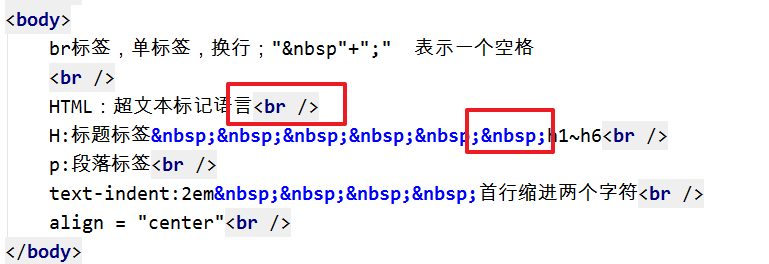 <body>
br标签，单标签，换行；"&nbsp"+";"  表示一个空格
<br />
HTML：超文本标记语言<br />
H:标题标签&nbsp;&nbsp;&nbsp;&nbsp;&nbsp;&nbsp;h1~h6<br />
p:段落标签<br />
text-indent:2em&nbsp;&nbsp;&nbsp;&nbsp;首行缩进两个字符<br />
align = "center"<br />
</body>